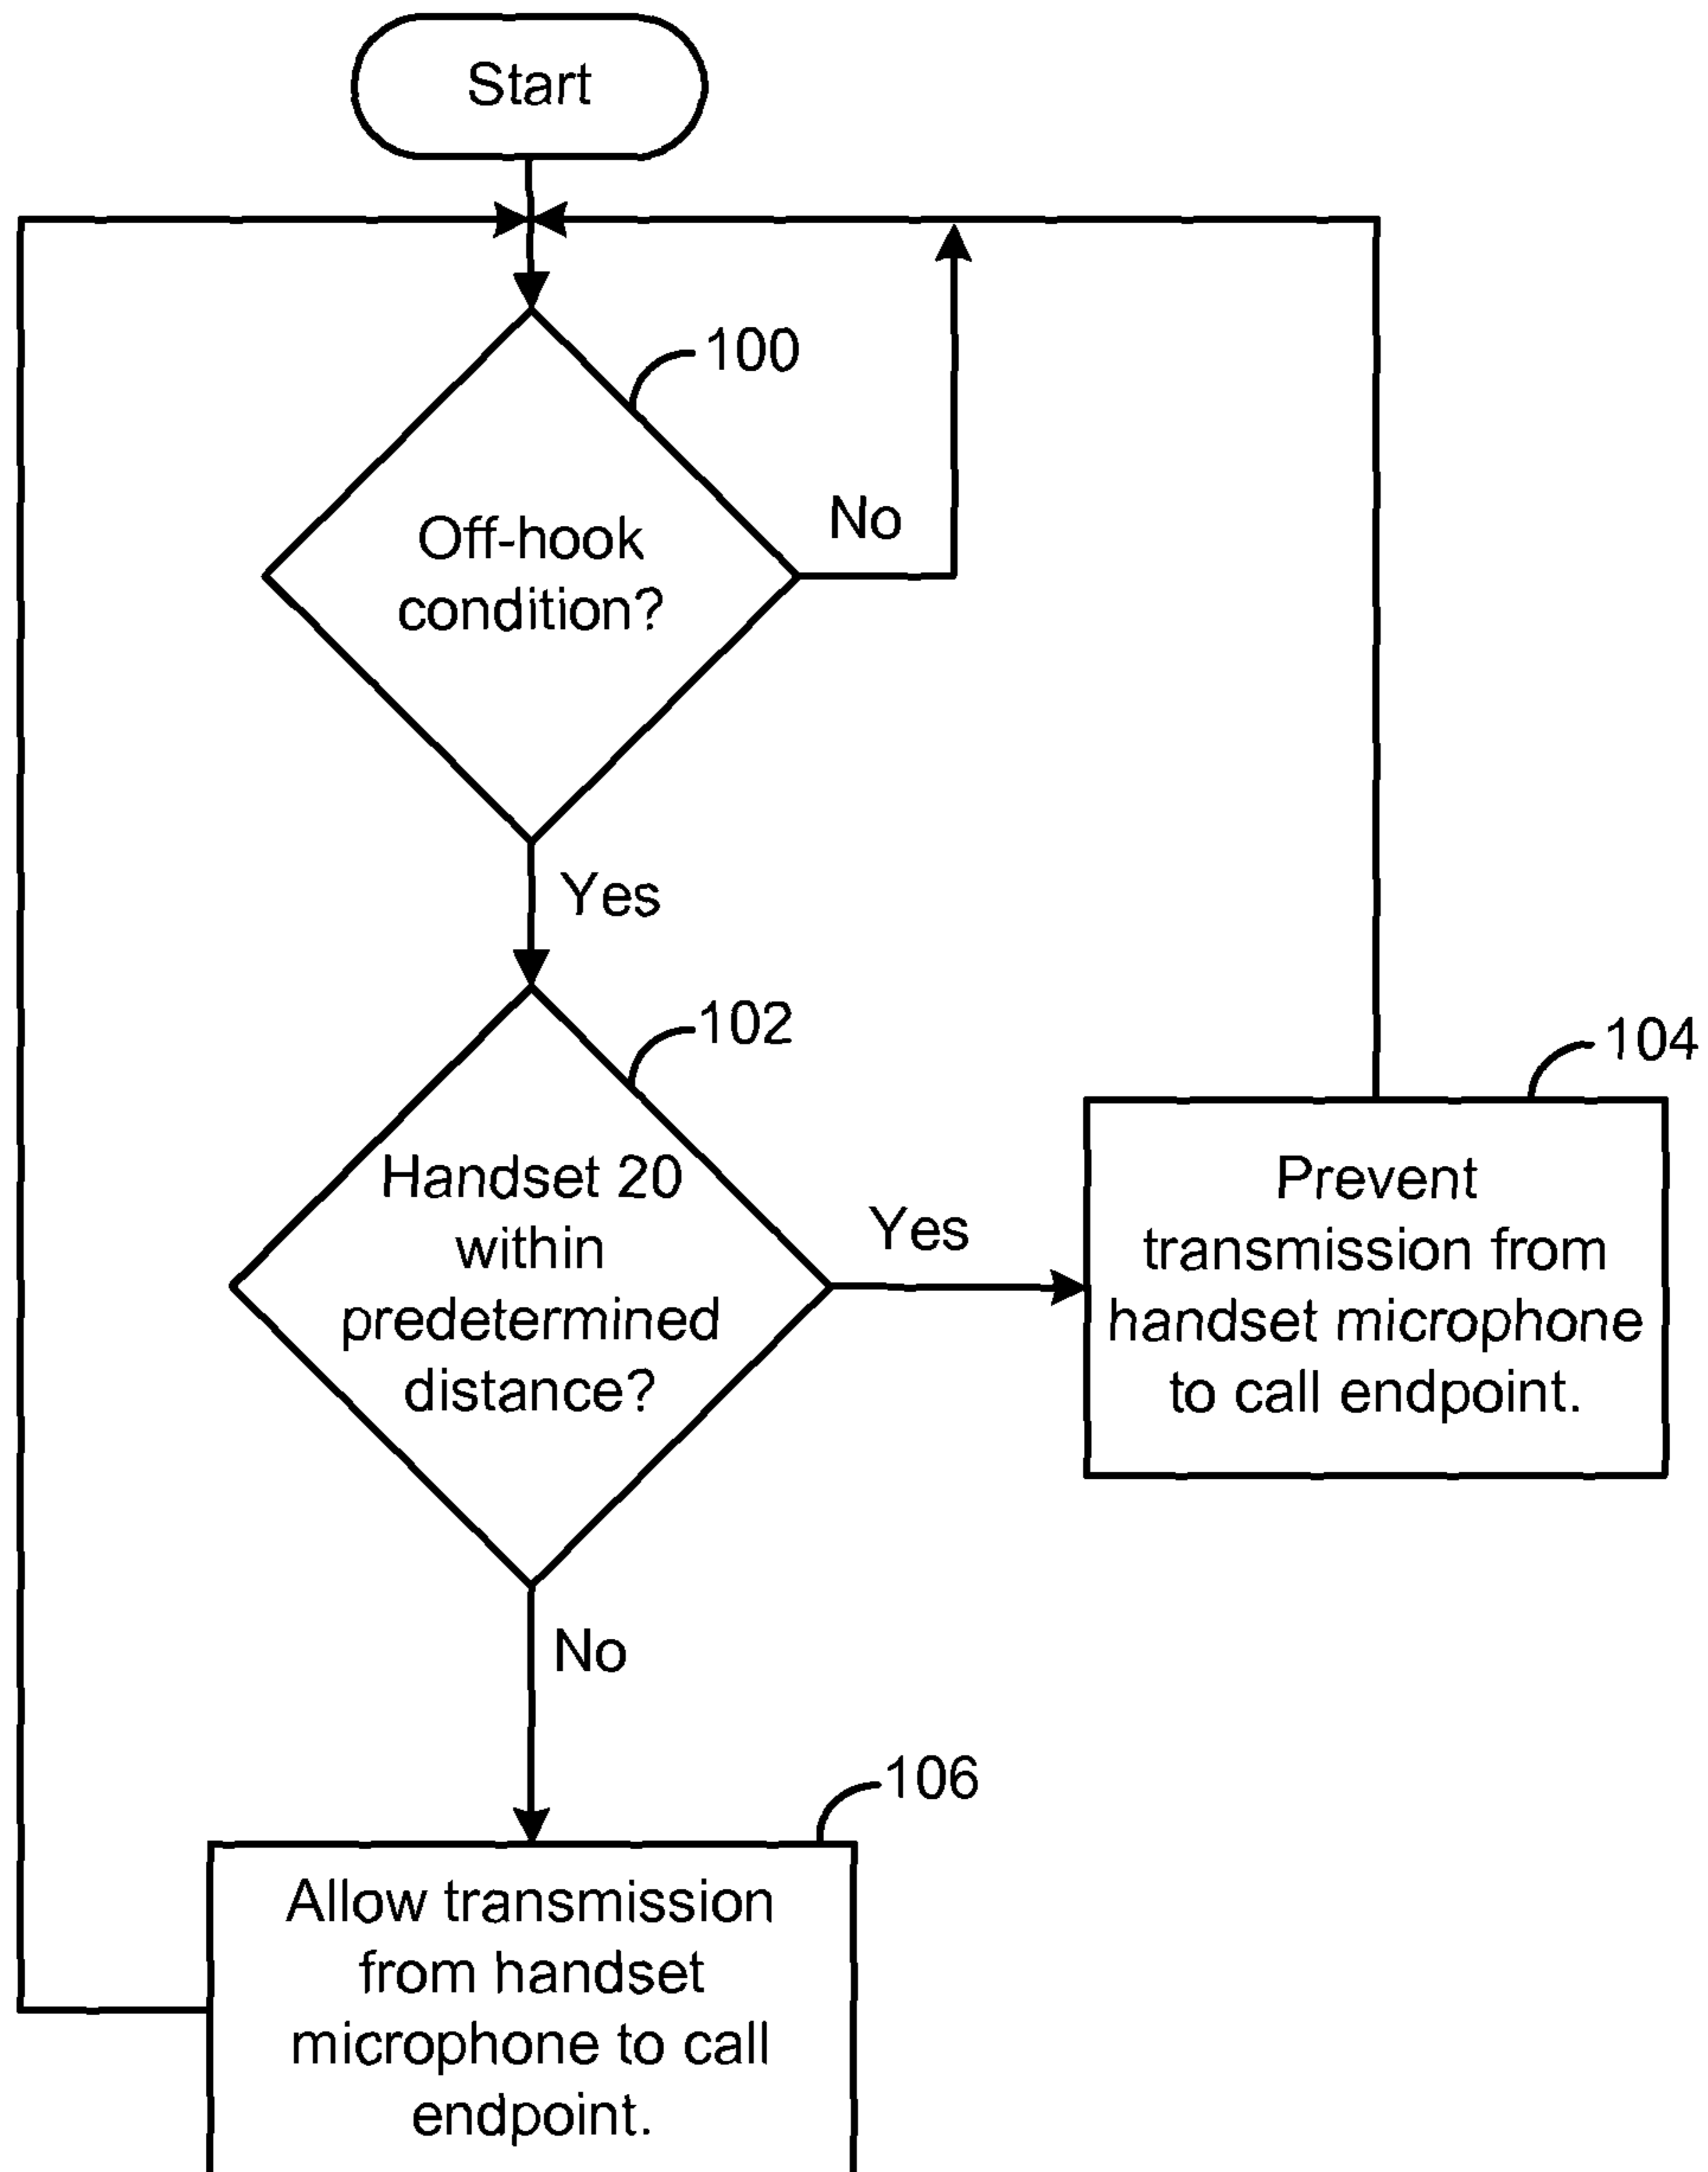 Start
100
Off-hook
condition?
No
Yes
102
104
Handset 20
within
predetermined
distance?
Yes
Prevent
transmission from
handset microphone
to call endpoint.
No
106
Allow transmission
from handset
microphone to call
endpoint.